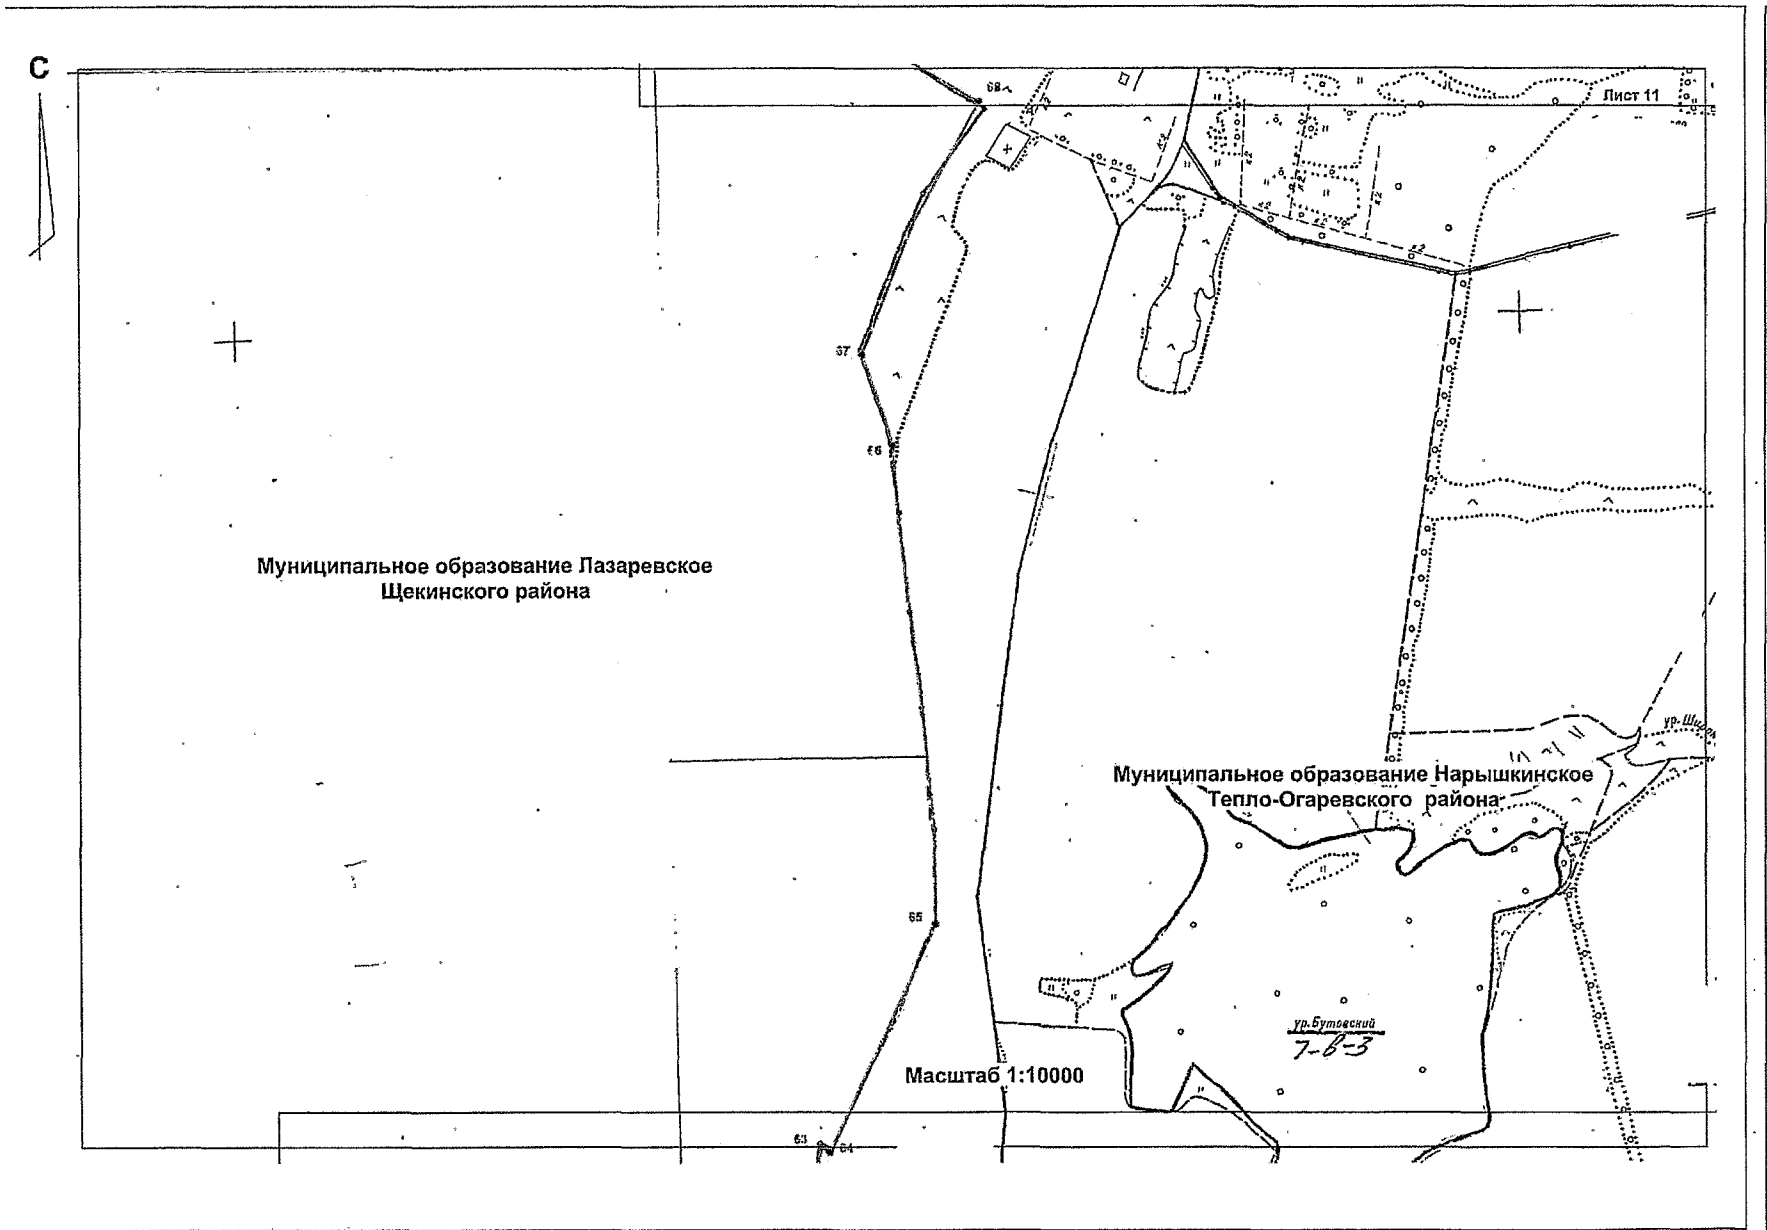 С
68
Лист 11
67
66
Муниципальное образование Лазаревское
Щекинского района
Муниципальное образование Нарышкинское
Тепло-Огаревского района
65
ур.Бутовский
7-в-3
Масштаб 1:10000
63
64